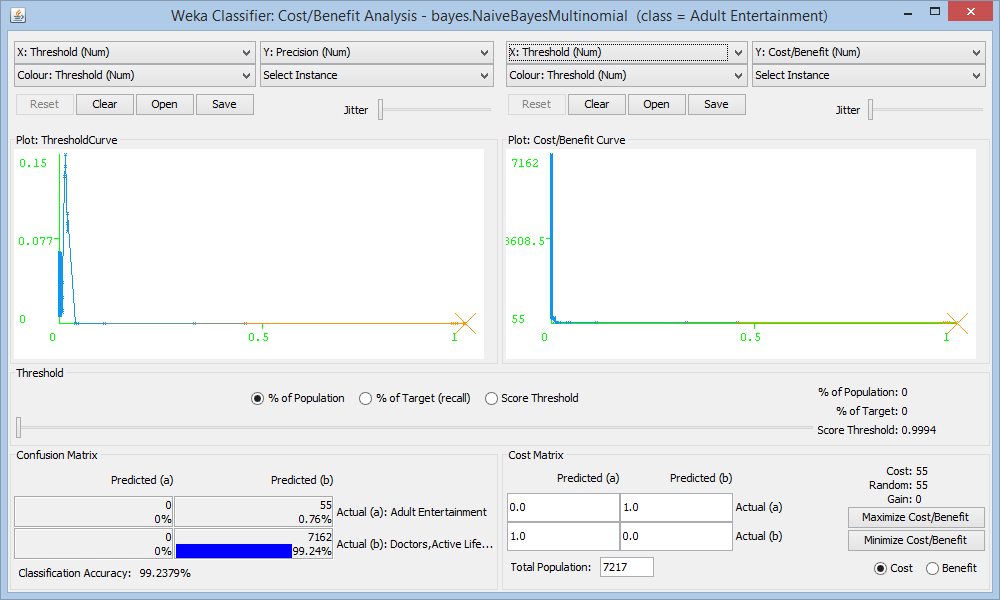 Weka Classifier: Cost/Benefit Analysis - bayes.NaiveBayesMultinomial (class = Adult Entertainment)
X: Threshold (Num) Y: Precision (Num)
Colour: Threshold (Num) Select Instance
Reset Clear Open Save Jitter
Plot: ThresholdCurve
0.15
0.077
0
0 0.5 1
X: Threshold (Num) Y: Cost/Benefit (Num)
Colour: Threshold (Num) Select Instance
Reset Clear Open Save Jitter
Plot: Cost/Benefit Curve
7162
3608.5
55
0 0.5 1
Threshold
% of Population % of Target (recall) Score Threshold
% of Population: 0
% of Target: 0
Score Threshold: 0.9994
Confusion Matrix
Predicted (a) Predicted (b)
0 55
0% 0.76%
Actual (a): Adult Entertainment
0 7162
0% 99.24%
Actual (b): Doctors,Active Life...
Classification Accuracy: 99.2379%
Cost Matrix
Predicted (a) Predicted (b)
0.0 1.0 Actual (a)
1.0 0.0 Actual (b)
Total Population: 7217
Cost: 55
Random: 55
Gain: 0
Maximize Cost/Benefit
Minimize Cost/Benefit
Cost Benefit